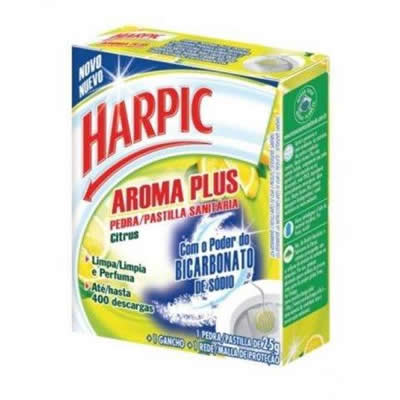 NOVO
NUEVO
HARPIC
AROMA PLUS
PEDRA/PASTILLA SANITÁRIA
Citrus
Com o Poder do
BICARBONATO
DE SÓDIO
Limpa/Limpia
e Perfuma
Até/hasta
400 descargas
1 PEDRA/PASTILLA DE 25g
+ 1 GANCHO + 1 REDE/MALLA DE PROTEÇÃO